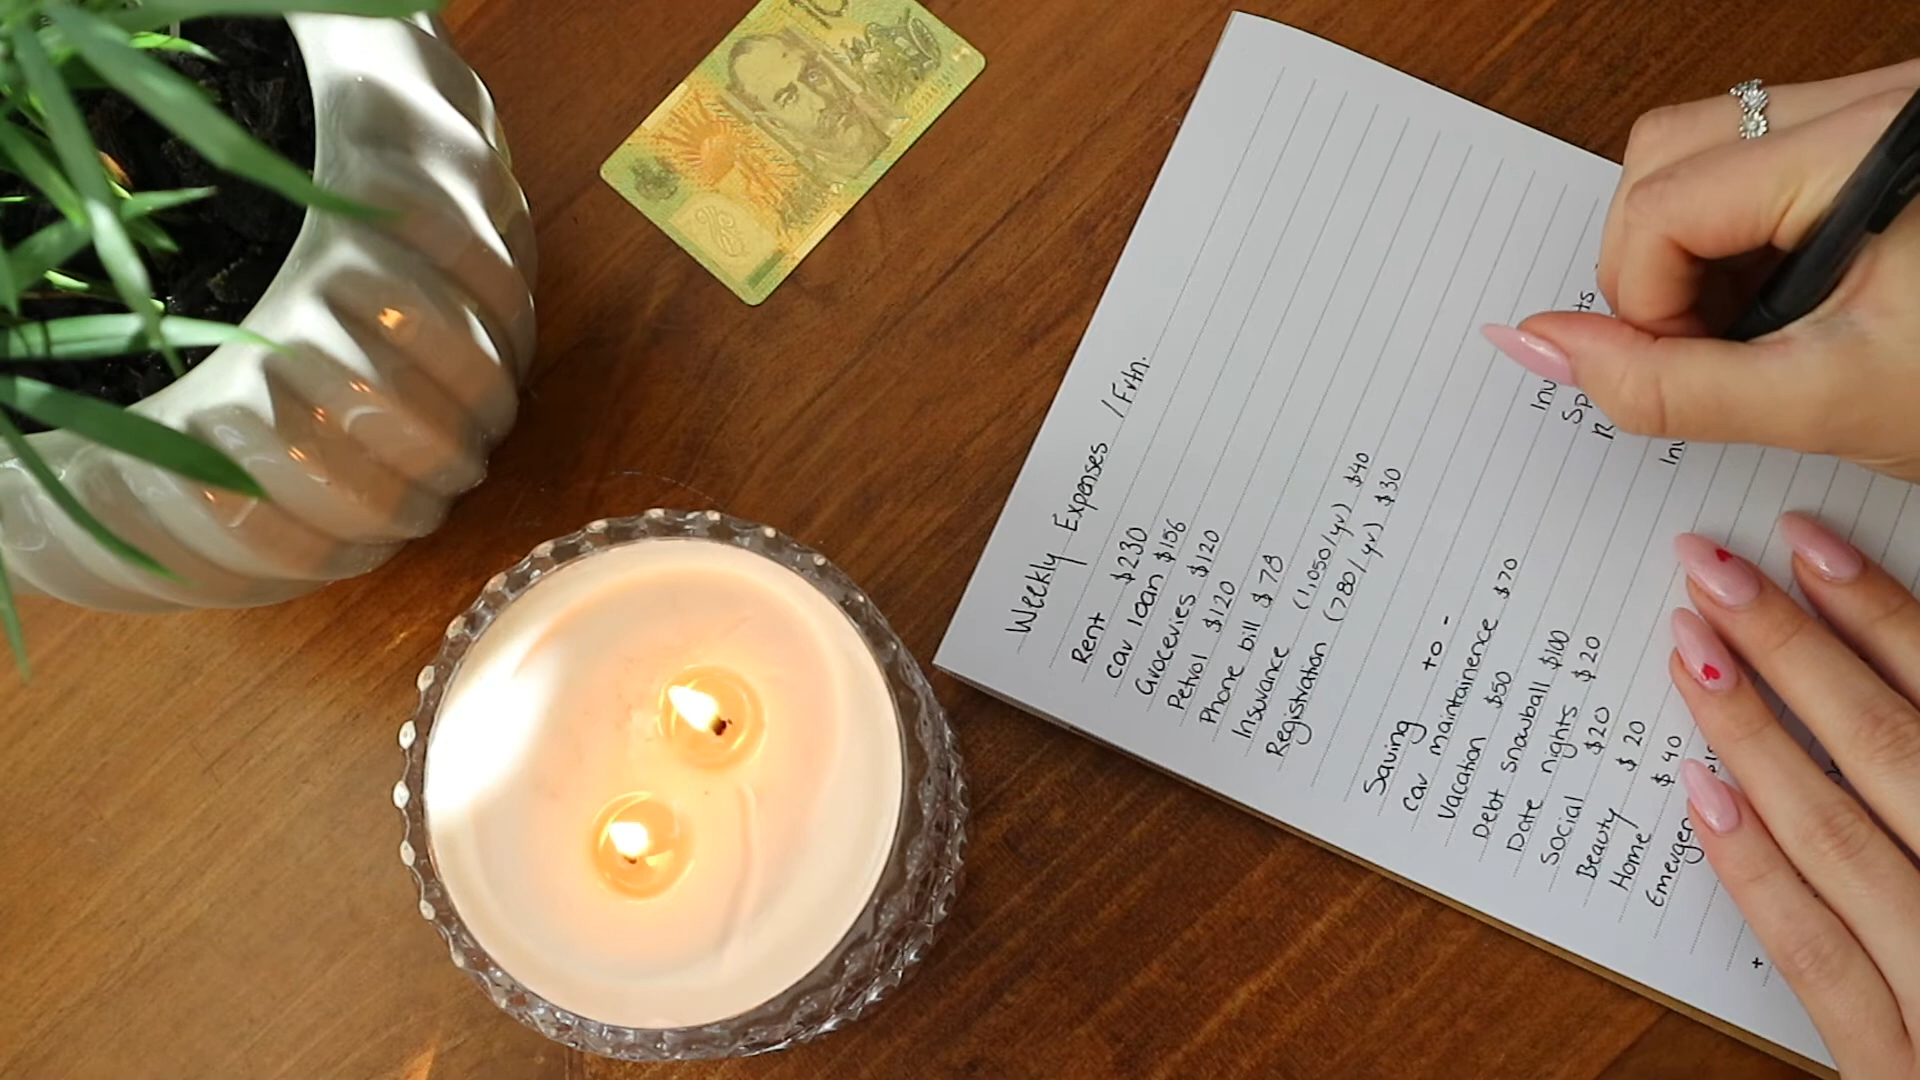 Weekly Expenses /Frtn.
Rent $230
car loan $156
Groceries $120
Petrol $120
Phone bill $78
Insurance (1,050/yr) $40
Registration (780/yr) $30
Saving to -
car maintainence $70
Vacation $50
Debt snowball $100
Date nights $20
Social $20
Beauty $20
Home $40
+
10